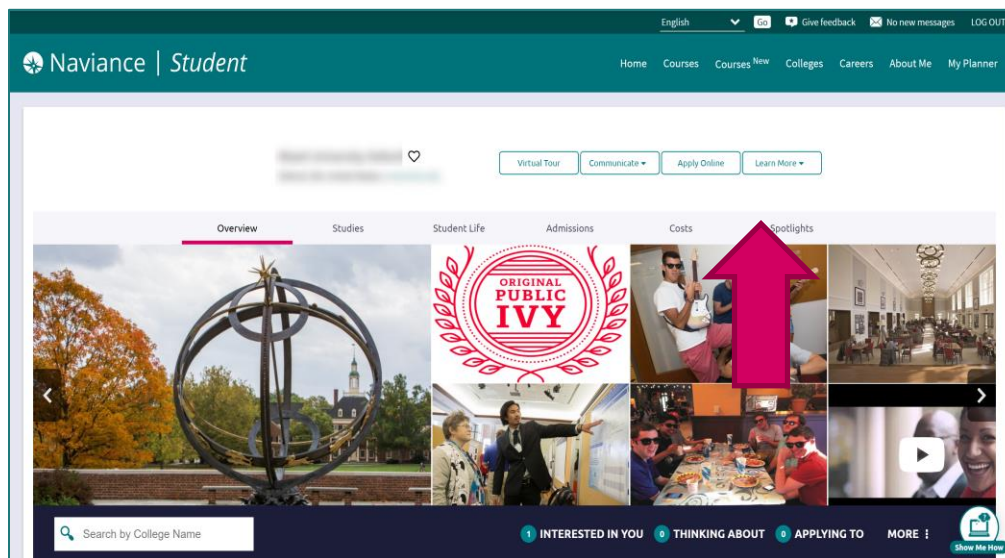 English Go Give feedback No new messages LOG OUT
Naviance | Student
Home Courses Courses New Colleges Careers About Me My Planner
Virtual Tour Communicate Apply Online Learn More
Overview Studies Student Life Admissions Costs Spotlights
ORIGINAL
PUBLIC
IVY
Search by College Name
1 INTERESTED IN YOU 0 THINKING ABOUT 0 APPLYING TO MORE
Show Me How